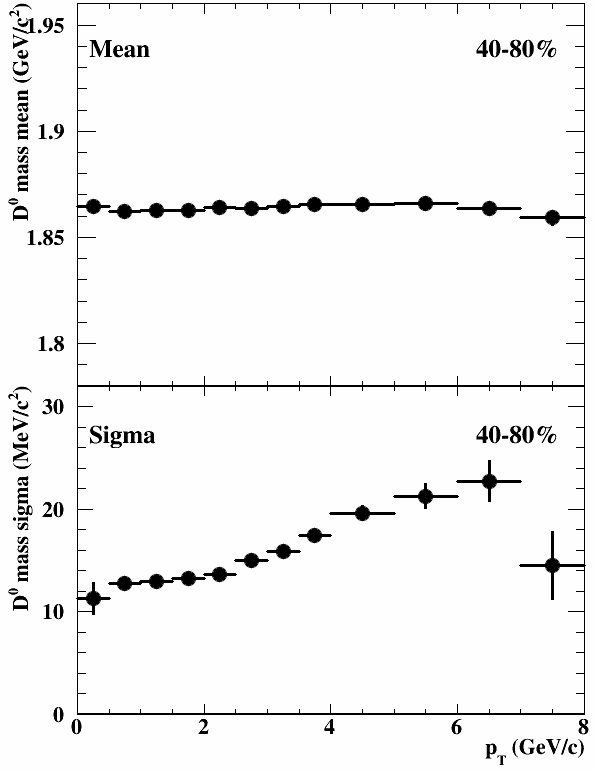 D⁰ mass mean (GeV/c²)
1.95
Mean
40-80%
1.9
1.85
1.8
D⁰ mass sigma (MeV/c²)
30
Sigma
40-80%
20
10
0
0 2 4 6 8
p_T (GeV/c)